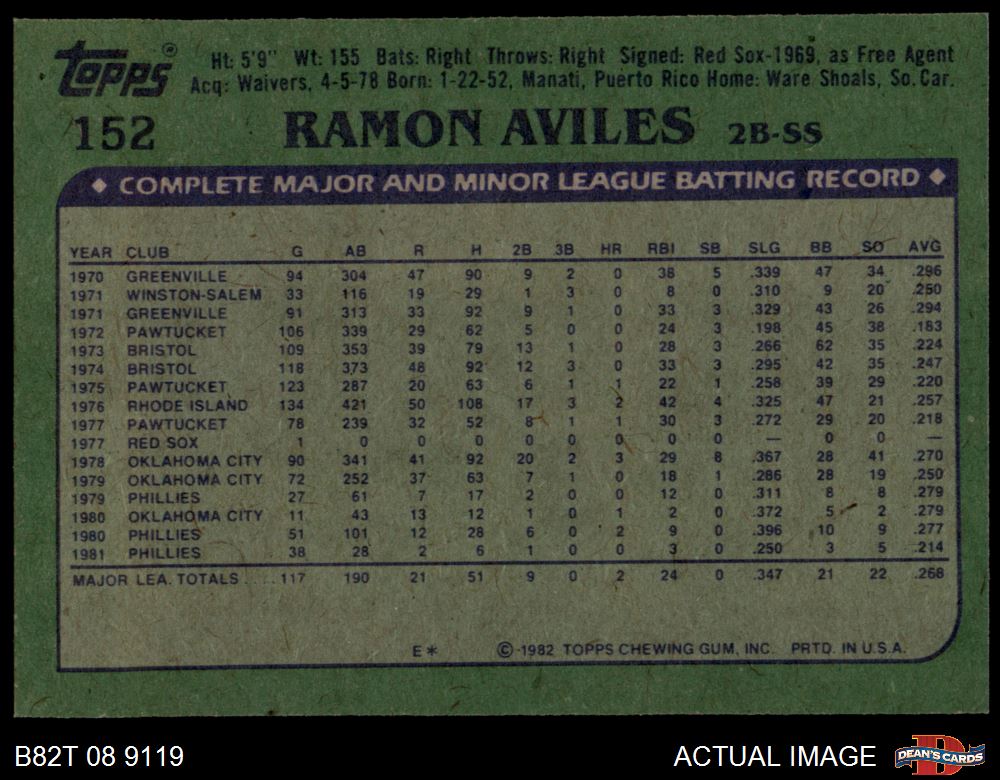 Topps® Ht: 5'9" Wt: 155 Bats: Right Throws: Right Signed: Red Sox-1969, as Free Agent
Acq: Waivers, 4-5-78 Born: 1-22-52, Manati, Puerto Rico Home: Ware Shoals, So. Car.
152 RAMON AVILES 2B-SS
♦ COMPLETE MAJOR AND MINOR LEAGUE BATTING RECORD ♦
YEAR CLUB G AB R H 2B 3B HR RBI SB SLG BB SO AVG
1970 GREENVILLE 94 304 47 90 9 2 0 38 5 .339 47 34 .296
1971 WINSTON-SALEM 33 116 19 29 1 3 0 8 0 .310 9 20 .250
1971 GREENVILLE 91 313 33 92 9 1 0 33 3 .329 43 26 .294
1972 PAWTUCKET 106 339 29 62 5 0 0 24 3 .198 45 38 .183
1973 BRISTOL 109 353 39 79 13 1 0 28 3 .266 62 35 .224
1974 BRISTOL 118 373 48 92 12 3 0 33 3 .295 42 35 .247
1975 PAWTUCKET 123 287 20 63 6 1 1 22 1 .258 39 29 .220
1976 RHODE ISLAND 134 421 50 108 17 3 2 42 4 .325 47 21 .257
1977 PAWTUCKET 78 239 32 52 8 1 1 30 3 .272 29 20 .218
1977 RED SOX 1 0 0 0 0 0 0 0 0 — 0 0 —
1978 OKLAHOMA CITY 90 341 41 92 20 2 3 29 8 .367 28 41 .270
1979 OKLAHOMA CITY 72 252 37 63 7 1 0 18 1 .286 28 19 .250
1979 PHILLIES 27 61 7 17 2 0 0 12 0 .311 8 8 .279
1980 OKLAHOMA CITY 11 43 13 12 1 0 1 2 0 .372 5 2 .279
1980 PHILLIES 51 101 12 28 6 0 2 9 0 .396 10 9 .277
1981 PHILLIES 38 28 2 6 1 0 0 3 0 .250 3 5 .214
MAJOR LEA. TOTALS ..... 117 190 21 51 9 0 2 24 0 .347 21 22 .268
E* © 1982 TOPPS CHEWING GUM, INC. PRTD. IN U.S.A.
B82T 08 9119 ACTUAL IMAGE D DEAN'S CARDS